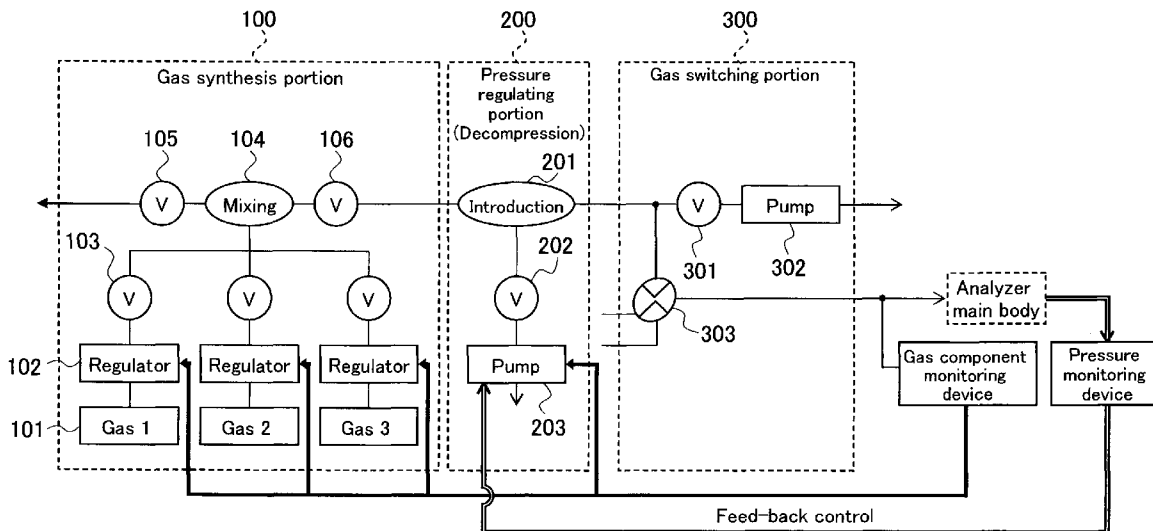 100
200
300
Gas synthesis portion
Pressure
regulating
portion
(Decompression)
Gas switching portion
105
104
106
201
V
Mixing
V
Introduction
V
Pump
103
202
301
302
V
V
V
V
303
Analyzer
main body
102
Regulator
Regulator
Regulator
Pump
Gas component
monitoring
device
Pressure
monitoring
device
101
Gas 1
Gas 2
Gas 3
203
Feed-back control